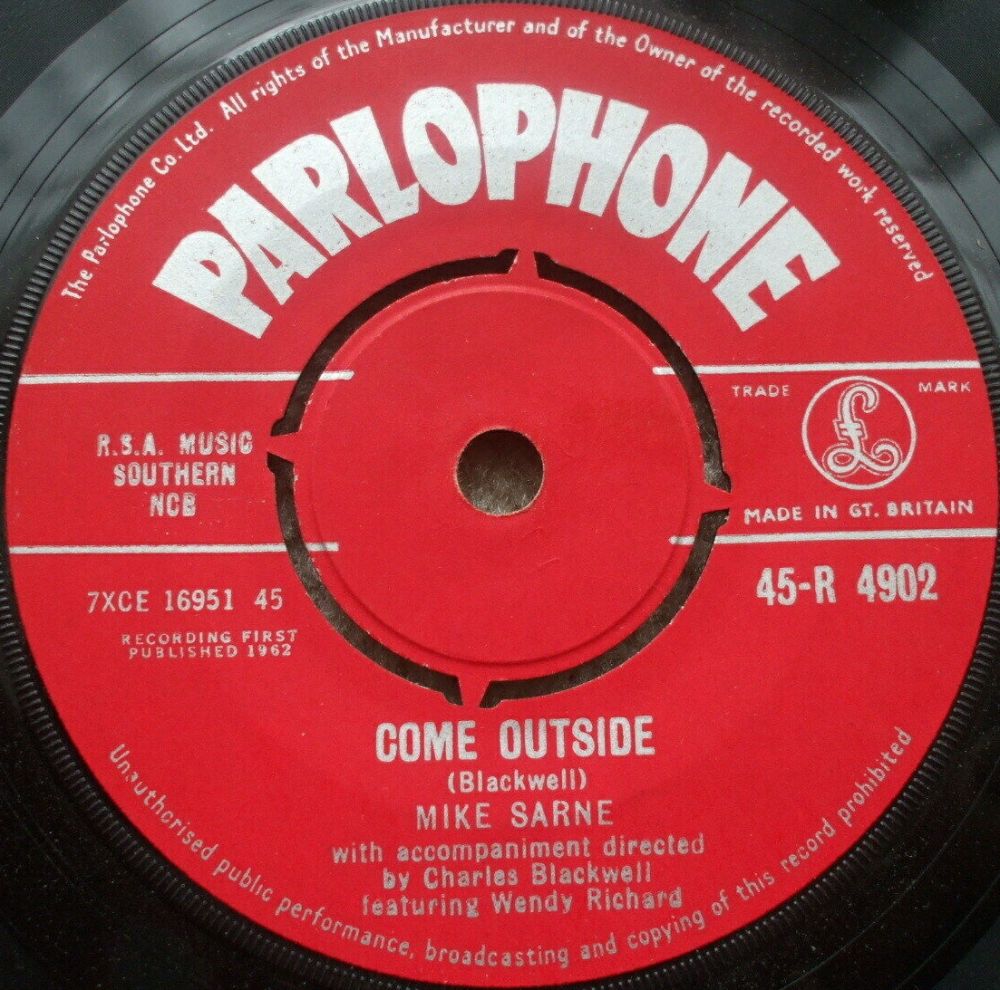 The Parlophone Co. Ltd. All rights of the Manufacturer and of the Owner of the recorded work reserved
PARLOPHONE
R.S.A. MUSIC
SOUTHERN
NCB
TRADE MARK
£
MADE IN GT. BRITAIN
7XCE 16951 45
RECORDING FIRST
PUBLISHED 1962
45-R 4902
COME OUTSIDE
(Blackwell)
MIKE SARNE
with accompaniment directed
by Charles Blackwell
featuring Wendy Richard
Unauthorised public performance, broadcasting and copying of this record prohibited